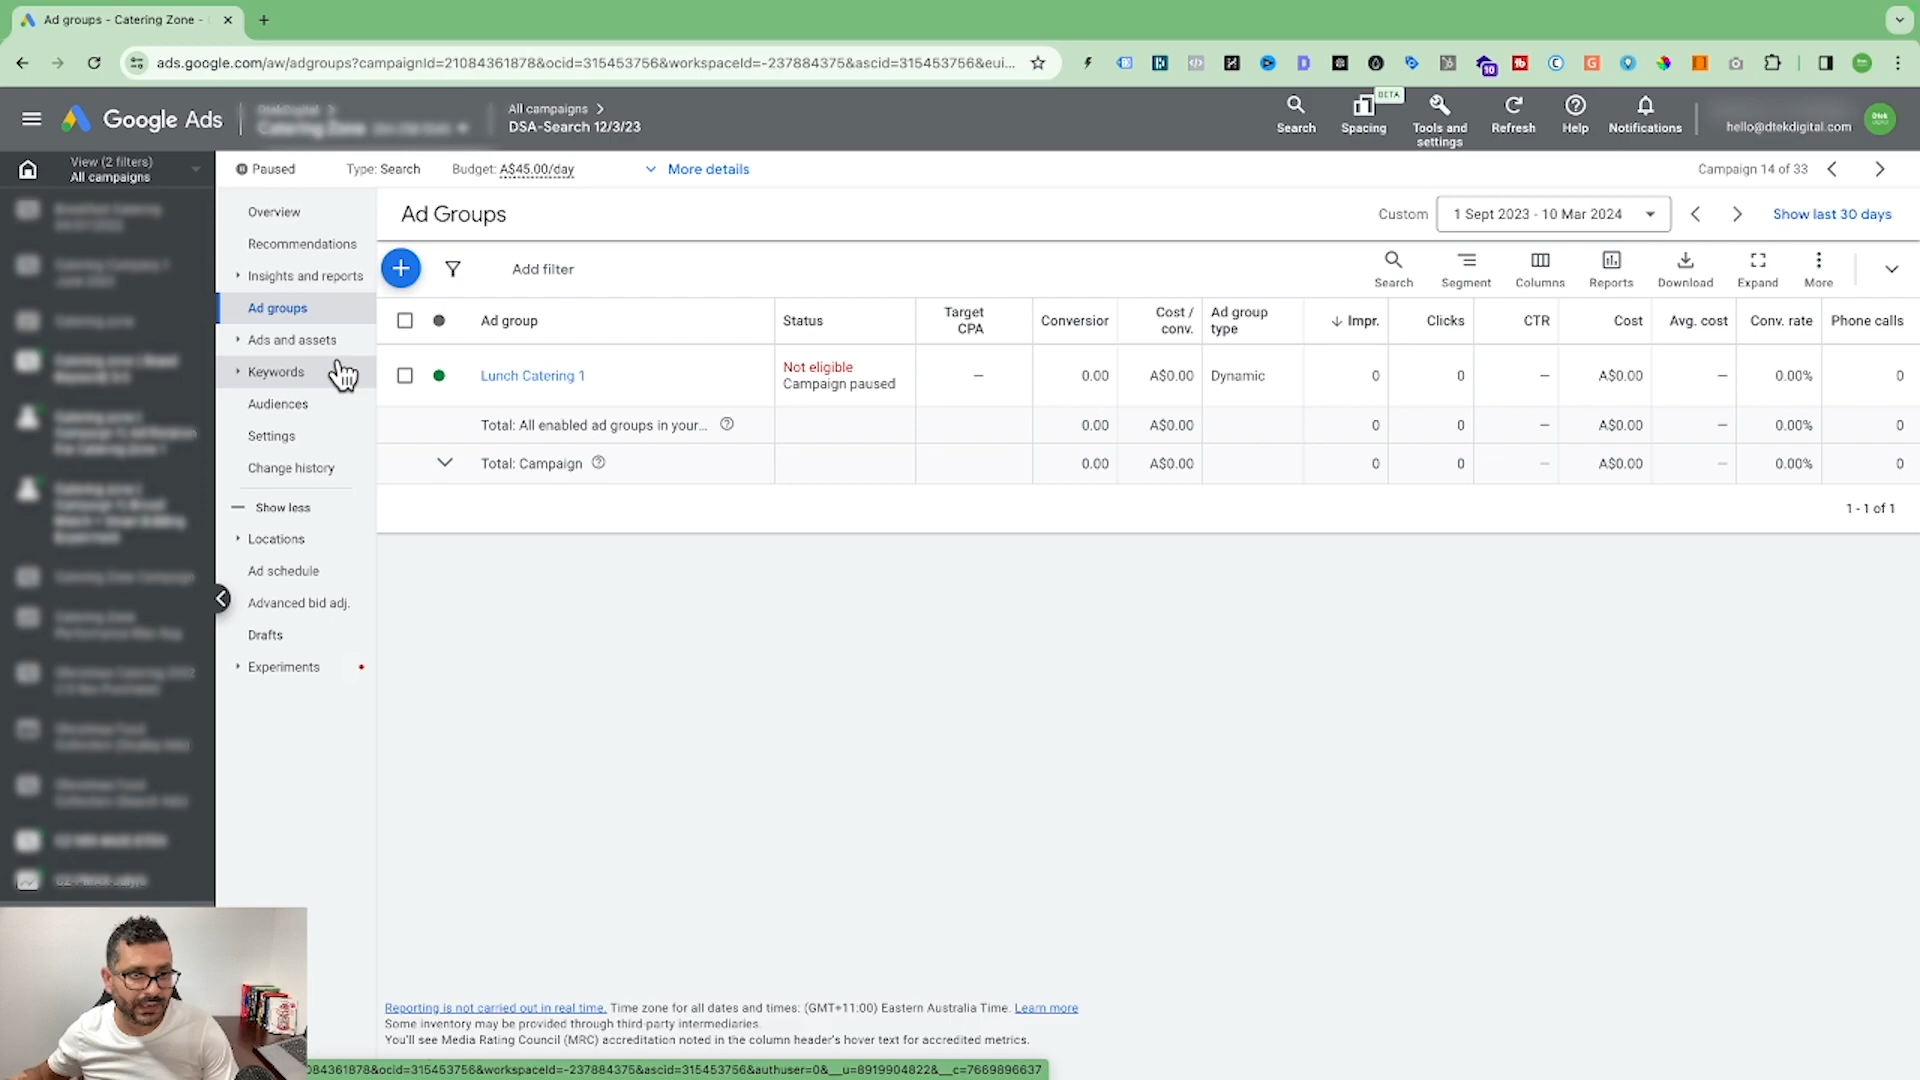 Ad groups - Catering Zone -
ads.google.com/aw/adgroups?campaignId=21084361878&ocid=315453756&workspaceId=-237884375&ascid=315453756&eui...
10
Google Ads
DtekDigital
Catering Zone
All campaigns
DSA-Search 12/3/23
Search
BETA
Spacing
Tools and settings
Refresh
Help
Notifications
hello@dtekdigital.com
Dtek
View (2 filters)
All campaigns
Paused
Type: Search
Budget: A$45.00/day
More details
Campaign 14 of 33
Overview
Recommendations
Insights and reports
Ad groups
Ads and assets
Keywords
Audiences
Settings
Change history
Show less
Locations
Ad schedule
Advanced bid adj.
Drafts
Experiments
Ad Groups
Custom
1 Sept 2023 - 10 Mar 2024
Show last 30 days
Add filter
Search
Segment
Columns
Reports
Download
Expand
More
Ad group
Status
Target CPA
Conversior
Cost / conv.
Ad group type
Impr.
Clicks
CTR
Cost
Avg. cost
Conv. rate
Phone calls
Lunch Catering 1
Not eligible
Campaign paused
–
0.00
A$0.00
Dynamic
0
0
–
A$0.00
–
0.00%
0
Total: All enabled ad groups in your...
0.00
A$0.00
0
0
–
A$0.00
–
0.00%
0
Total: Campaign
0.00
A$0.00
0
0
–
A$0.00
–
0.00%
0
1 - 1 of 1
Reporting is not carried out in real time. Time zone for all dates and times: (GMT+11:00) Eastern Australia Time. Learn more
Some inventory may be provided through third-party intermediaries.
You'll see Media Rating Council (MRC) accreditation noted in the column header's hover text for accredited metrics.
084361878&ocid=315453756&workspaceId=-237884375&ascid=315453756&authuser=0&__u=8919904822&__c=7669896637